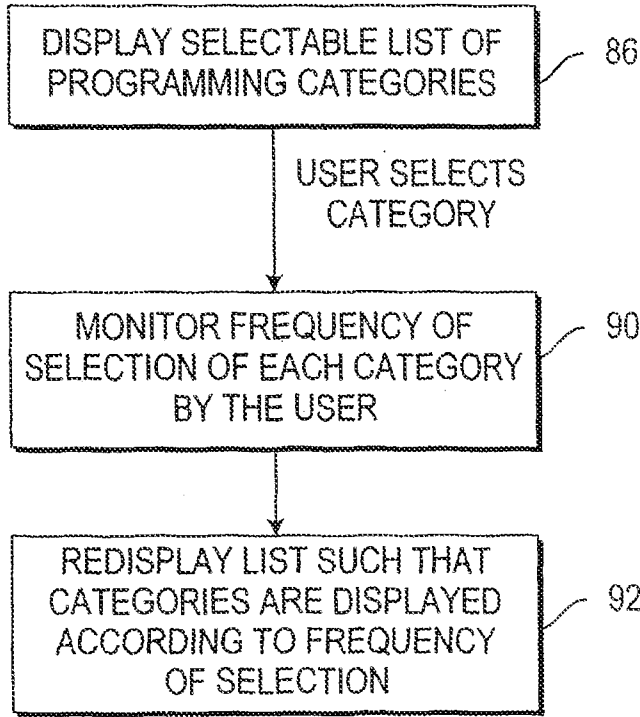 DISPLAY SELECTABLE LIST OF
PROGRAMMING CATEGORIES
86
USER SELECTS
CATEGORY
MONITOR FREQUENCY OF
SELECTION OF EACH CATEGORY
BY THE USER
90
REDISPLAY LIST SUCH THAT
CATEGORIES ARE DISPLAYED
ACCORDING TO FREQUENCY
OF SELECTION
92